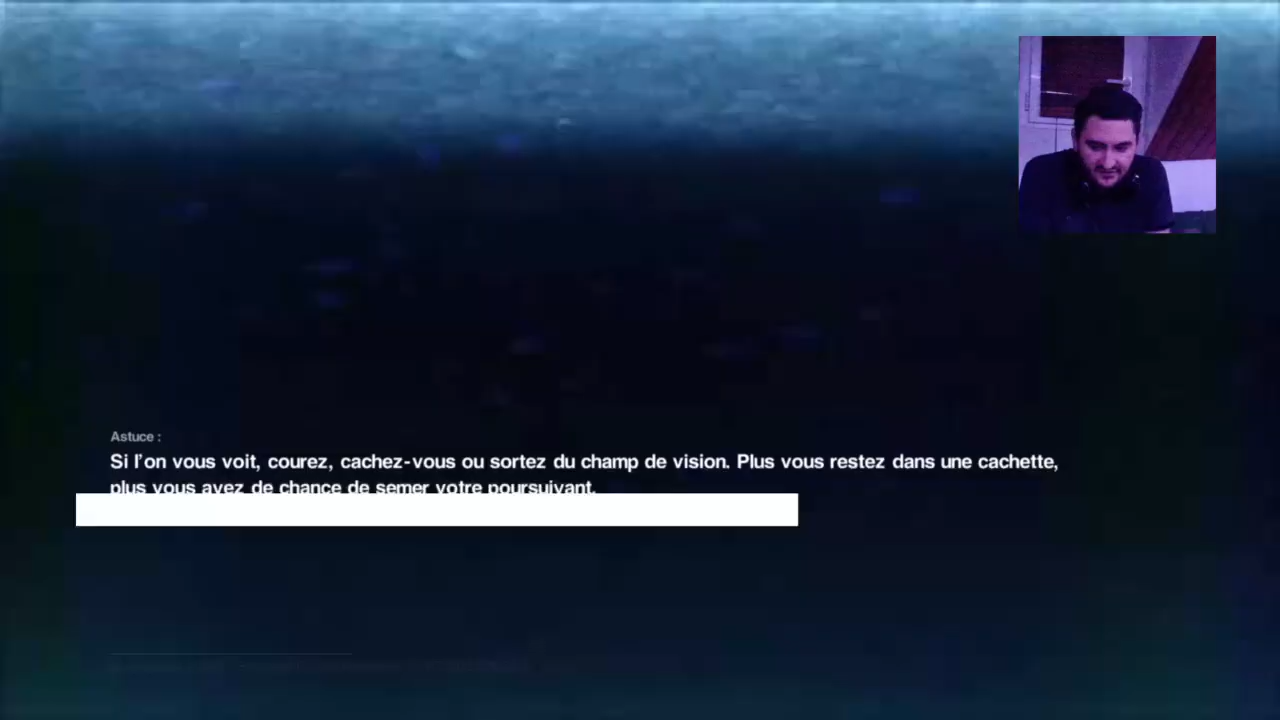 Astuce :
Si l'on vous voit, courez, cachez-vous ou sortez du champ de vision. Plus vous restez dans une cachette,
plus vous avez de chance de semer votre poursuivant.